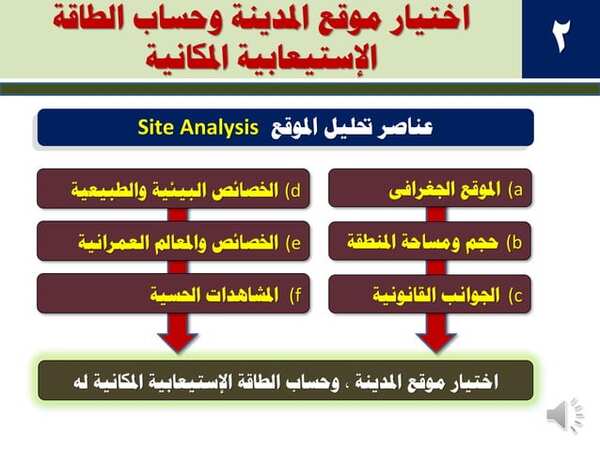 ٢
اختيار موقع المدينة وحساب الطاقة
الإستيعابية المكانية
عناصر تحليل الموقع Site Analysis
a) الموقع الجغرافى
b) حجم ومساحة المنطقة
c) الجوانب القانونية
d) الخصائص البيئية والطبيعية
e) الخصائص والمعالم العمرانية
f) المشاهدات الحسية
اختيار موقع المدينة ، وحساب الطاقة الإستيعابية المكانية له